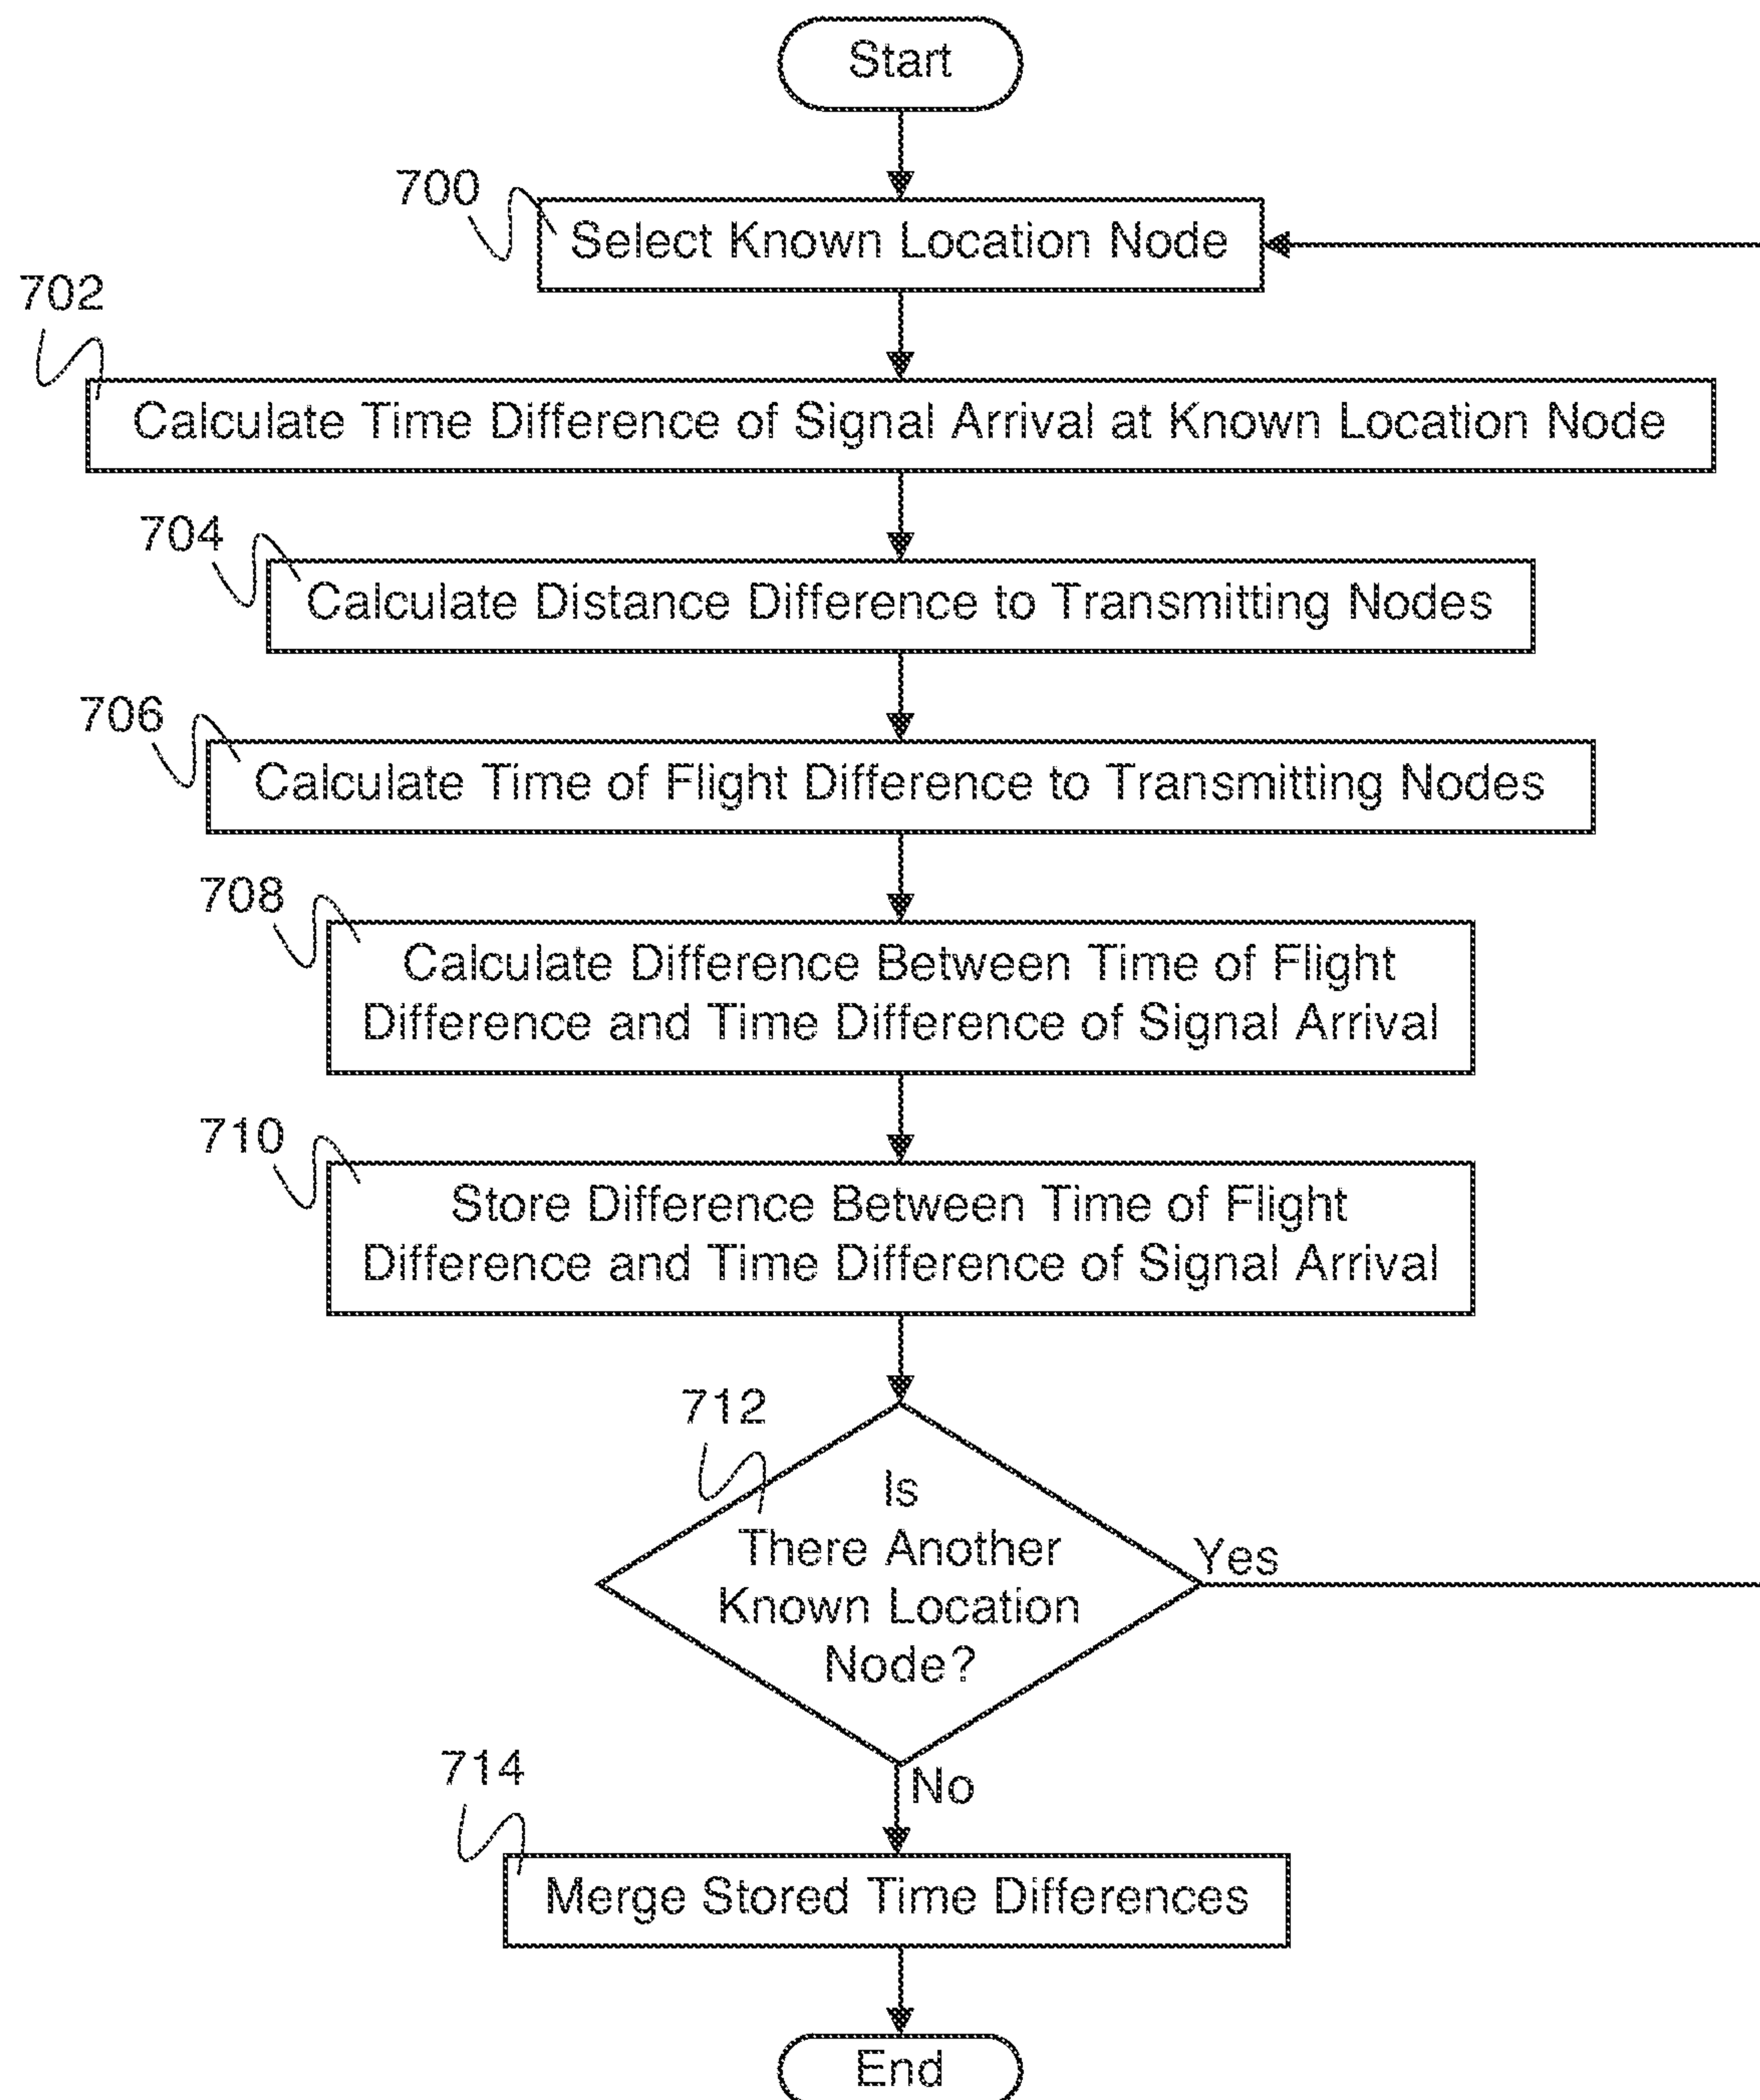 Start
700
Select Known Location Node
702
Calculate Time Difference of Signal Arrival at Known Location Node
704
Calculate Distance Difference to Transmitting Nodes
706
Calculate Time of Flight Difference to Transmitting Nodes
708
Calculate Difference Between Time of Flight
Difference and Time Difference of Signal Arrival
710
Store Difference Between Time of Flight
Difference and Time Difference of Signal Arrival
712
Is
There Another
Known Location
Node?
Yes
No
714
Merge Stored Time Differences
End